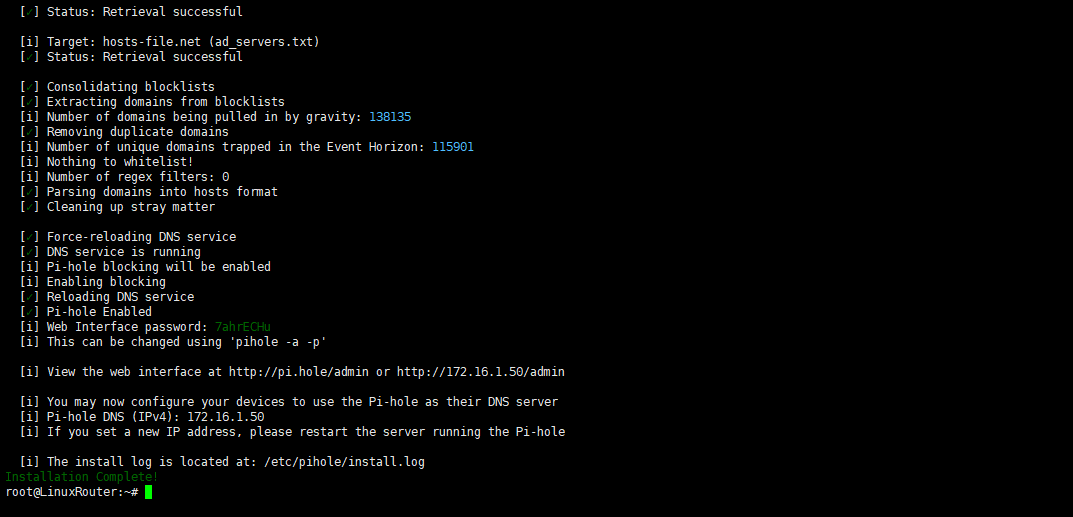 [✓] Status: Retrieval successful
[i] Target: hosts-file.net (ad_servers.txt)
[✓] Status: Retrieval successful
[✓] Consolidating blocklists
[✓] Extracting domains from blocklists
[i] Number of domains being pulled in by gravity: 138135
[✓] Removing duplicate domains
[i] Number of unique domains trapped in the Event Horizon: 115901
[i] Nothing to whitelist!
[i] Number of regex filters: 0
[✓] Parsing domains into hosts format
[✓] Cleaning up stray matter
[✓] Force-reloading DNS service
[✓] DNS service is running
[i] Pi-hole blocking will be enabled
[i] Enabling blocking
[✓] Reloading DNS service
[✓] Pi-hole Enabled
[i] Web Interface password: 7ahrECHu
[i] This can be changed using 'pihole -a -p'
[i] View the web interface at http://pi.hole/admin or http://172.16.1.50/admin
[i] You may now configure your devices to use the Pi-hole as their DNS server
[i] Pi-hole DNS (IPv4): 172.16.1.50
[i] If you set a new IP address, please restart the server running the Pi-hole
[i] The install log is located at: /etc/pihole/install.log
Installation Complete!
root@LinuxRouter:~#